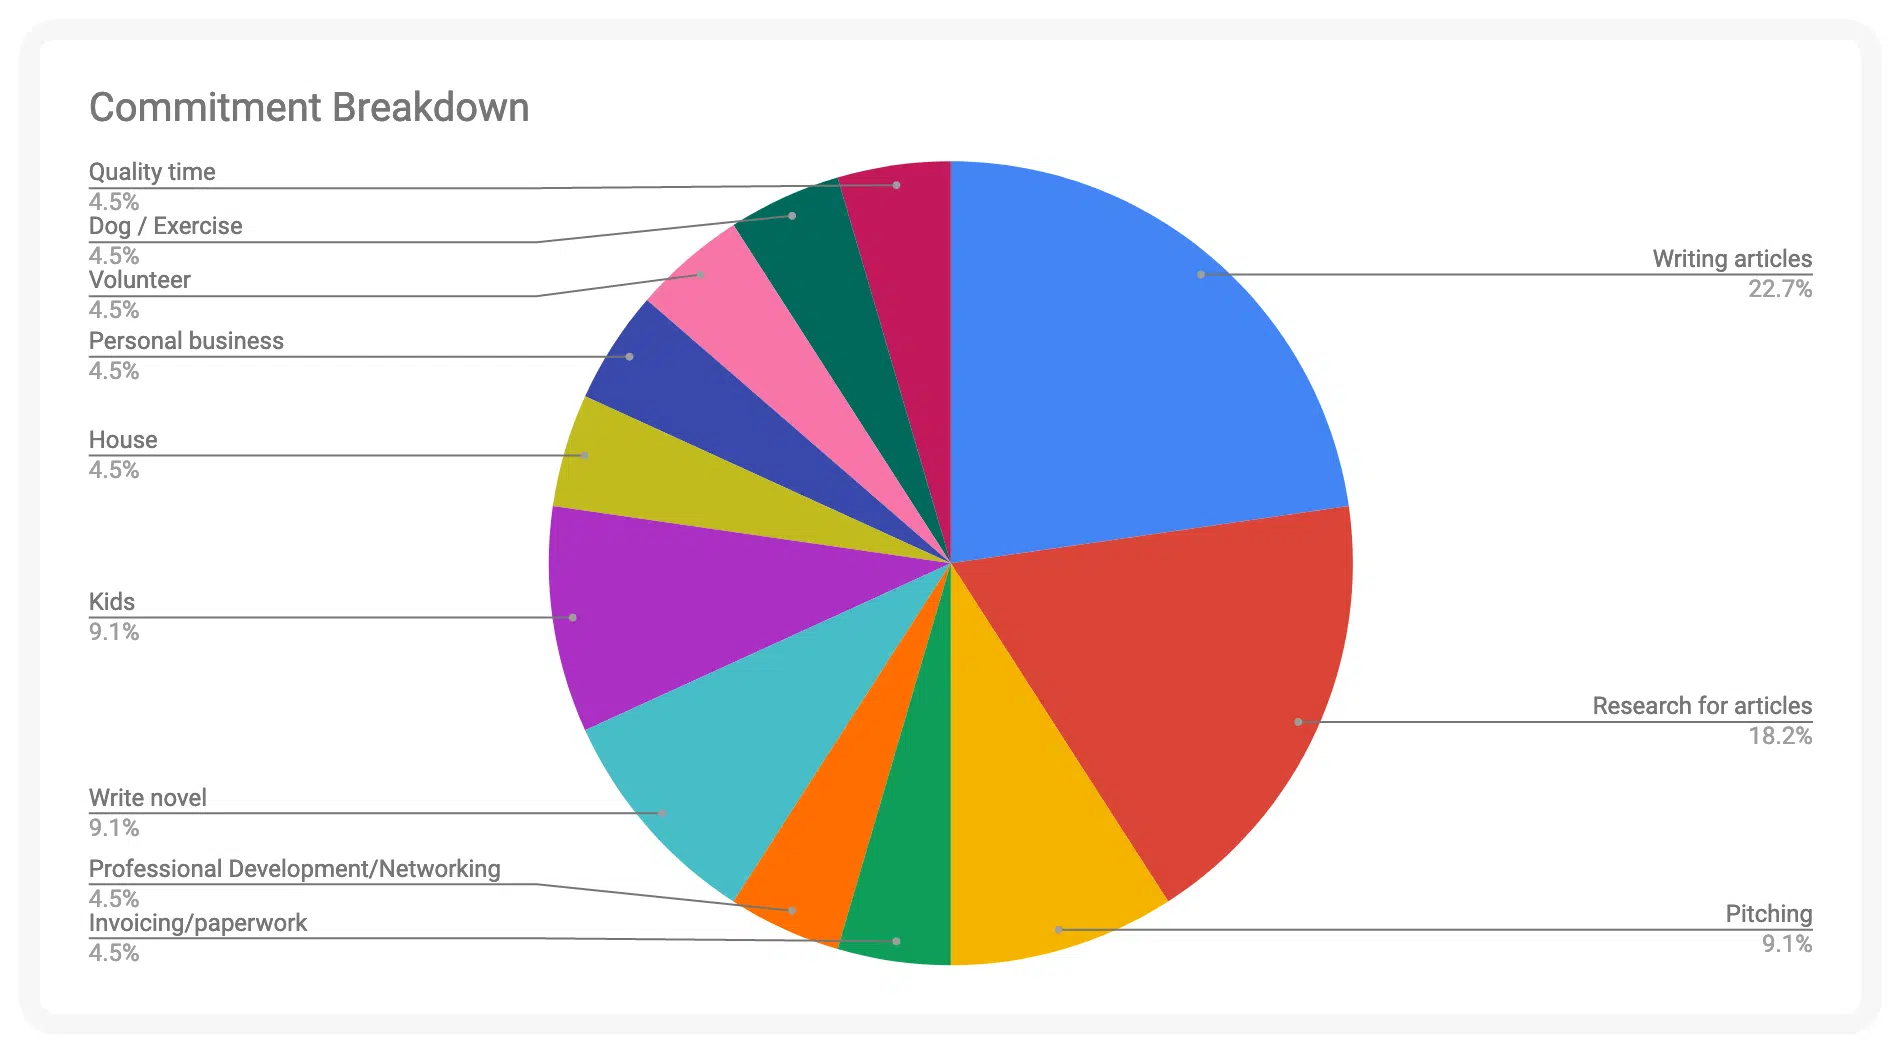 Commitment Breakdown
Quality time
4.5%
Dog / Exercise
4.5%
Volunteer
4.5%
Personal business
4.5%
House
4.5%
Kids
9.1%
Write novel
9.1%
Professional Development/Networking
4.5%
Invoicing/paperwork
4.5%
Writing articles
22.7%
Research for articles
18.2%
Pitching
9.1%